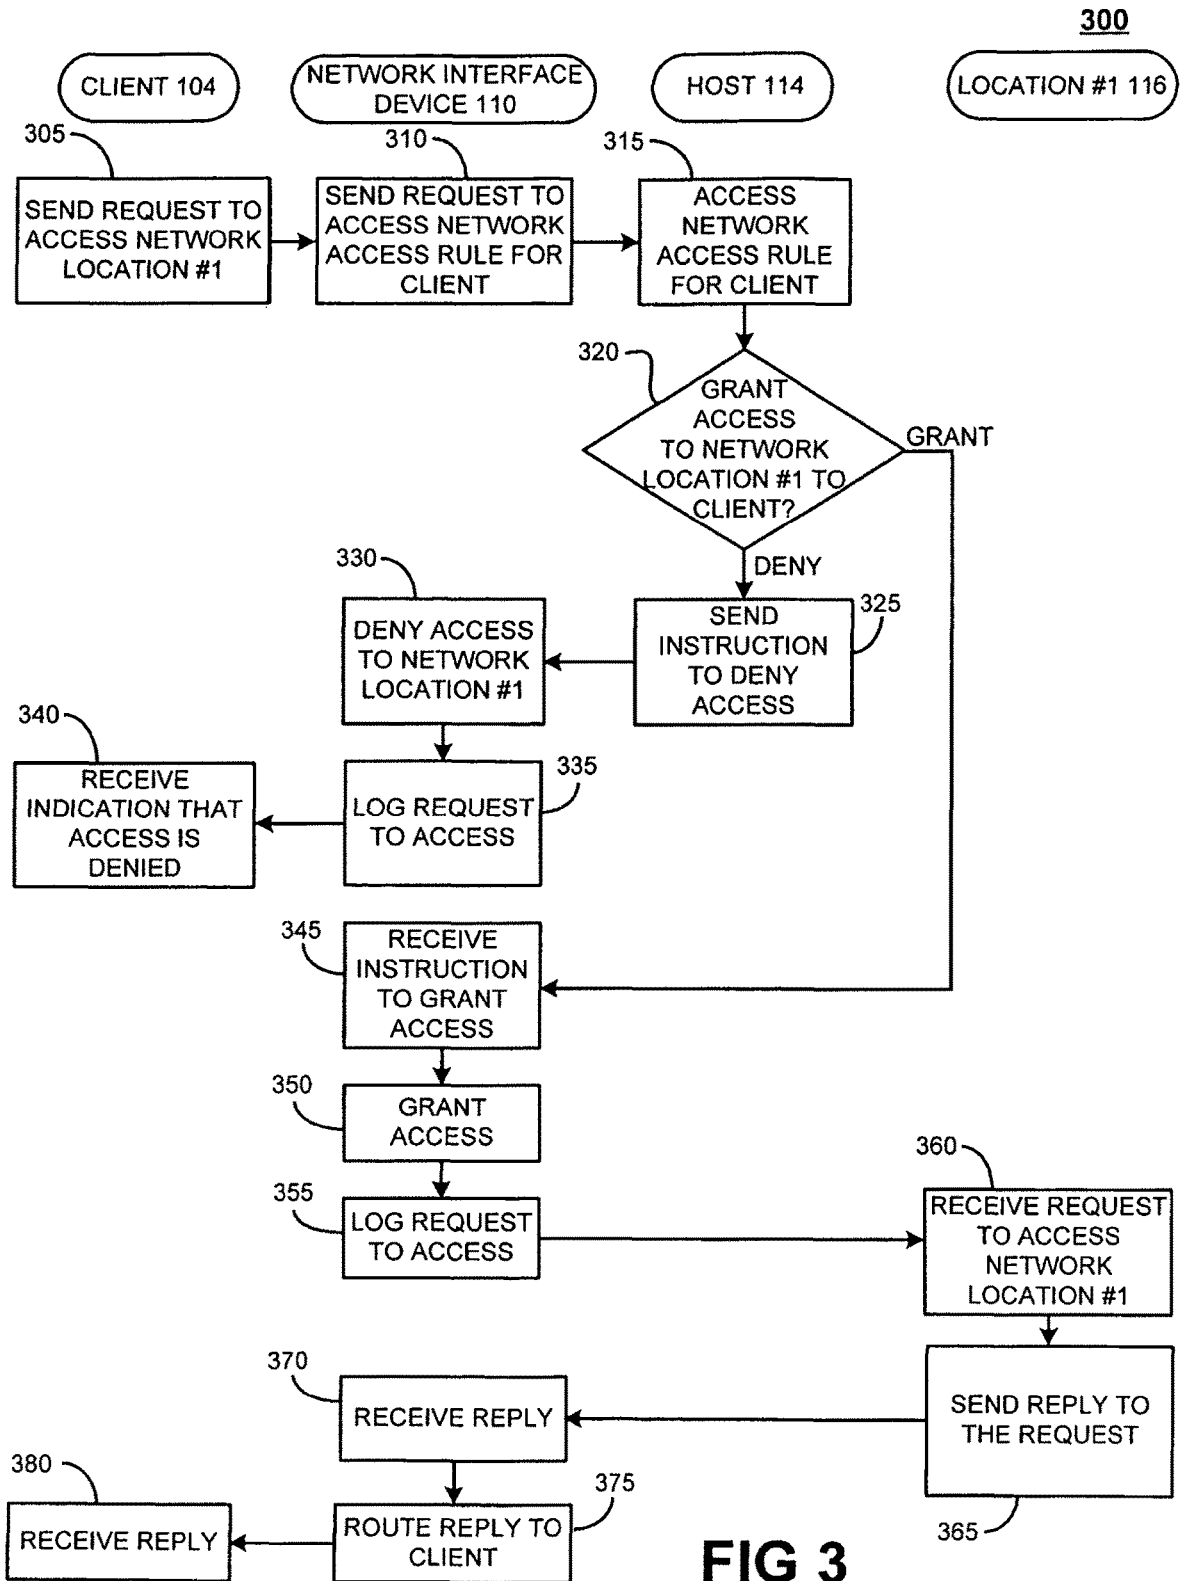 300
CLIENT 104
NETWORK INTERFACE
DEVICE 110
HOST 114
LOCATION #1 116
305
310
315
SEND REQUEST TO
ACCESS NETWORK
LOCATION #1
SEND REQUEST TO
ACCESS NETWORK
ACCESS RULE FOR
CLIENT
ACCESS
NETWORK
ACCESS RULE
FOR CLIENT
320
GRANT
ACCESS
TO NETWORK
LOCATION #1 TO
CLIENT?
GRANT
DENY
330
DENY ACCESS
TO NETWORK
LOCATION #1
SEND
INSTRUCTION
TO DENY
ACCESS
325
340
RECEIVE
INDICATION THAT
ACCESS IS
DENIED
LOG REQUEST
TO ACCESS
335
345
RECEIVE
INSTRUCTION
TO GRANT
ACCESS
350
GRANT
ACCESS
355
LOG REQUEST
TO ACCESS
360
RECEIVE REQUEST
TO ACCESS
NETWORK
LOCATION #1
370
RECEIVE REPLY
SEND REPLY TO
THE REQUEST
365
380
RECEIVE REPLY
ROUTE REPLY TO
CLIENT
375
FIG 3